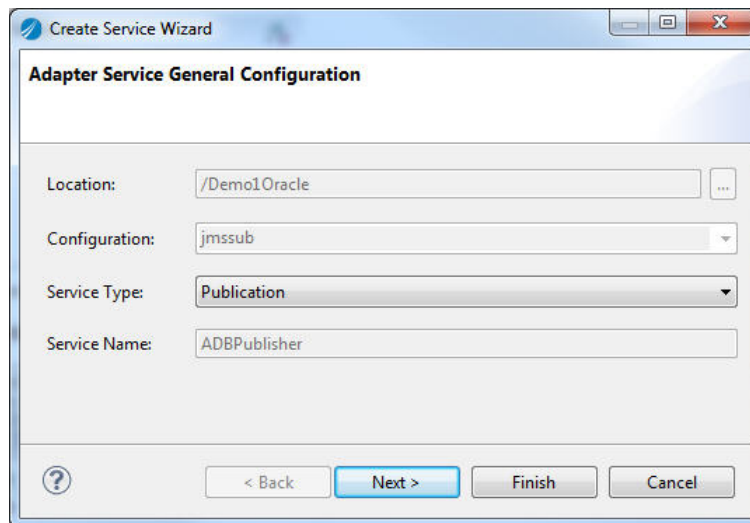 Create Service Wizard
Adapter Service General Configuration
Location: /Demo1Oracle ...
Configuration: jmssub
Service Type: Publication
Service Name: ADBPublisher
? < Back Next > Finish Cancel